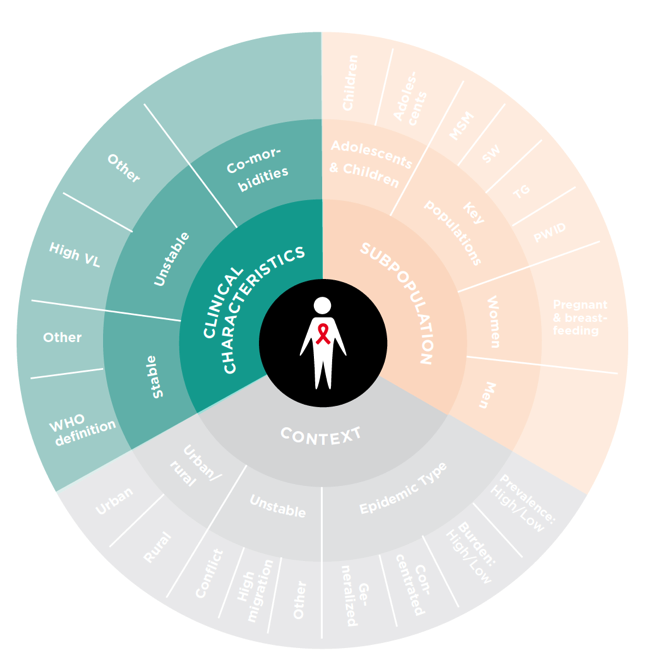 CLINICAL
CHARACTERISTICS
Co-mor-
bidities
Unstable
Other
High VL
Stable
Other
WHO
definition
SUBPOPULATION
Adolescents
& Children
Children
Adoles-
cents
Key
populations
MSM
SW
TG
PWID
Women
Pregnant
& breast-
feeding
Men
CONTEXT
Epidemic Type
Prevalence:
High/Low
Burden:
High/Low
Con-
centrated
Ge-
neralized
Unstable
Other
High
migration
Conflict
Urban/
rural
Rural
Urban